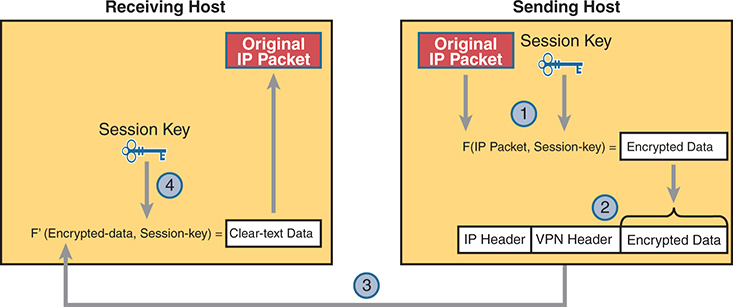 Receiving Host
Original
IP Packet
Session Key
4
F' (Encrypted-data, Session-key) = Clear-text Data
Sending Host
Original
IP Packet
Session Key
1
F(IP Packet, Session-key) = Encrypted Data
2
IP Header VPN Header Encrypted Data
3